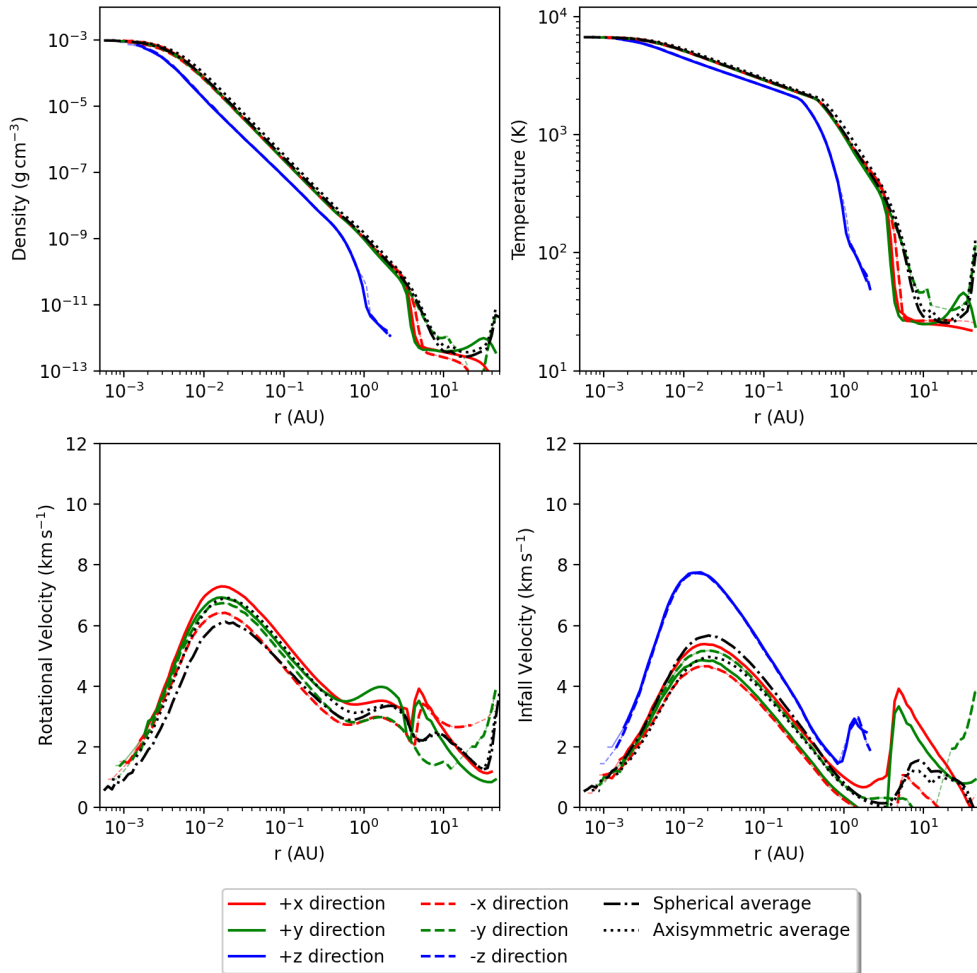 10⁻³
10⁻⁵
10⁻⁷
10⁻⁹
10⁻¹¹
10⁻¹³
Density (g cm⁻³)
10⁻³ 10⁻² 10⁻¹ 10⁰ 10¹
r (AU)
10⁴
10³
10²
10¹
Temperature (K)
10⁻³ 10⁻² 10⁻¹ 10⁰ 10¹
r (AU)
12
10
8
6
4
2
0
Rotational Velocity (km s⁻¹)
10⁻³ 10⁻² 10⁻¹ 10⁰ 10¹
r (AU)
12
10
8
6
4
2
0
Infall Velocity (km s⁻¹)
10⁻³ 10⁻² 10⁻¹ 10⁰ 10¹
r (AU)
+x direction
+y direction
+z direction
-x direction
-y direction
-z direction
Spherical average
Axisymmetric average